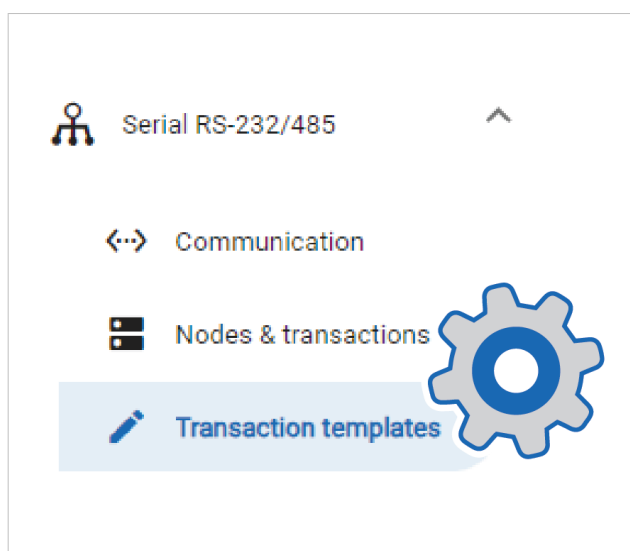 Serial RS-232/485
Communication
Nodes & transactions
Transaction templates